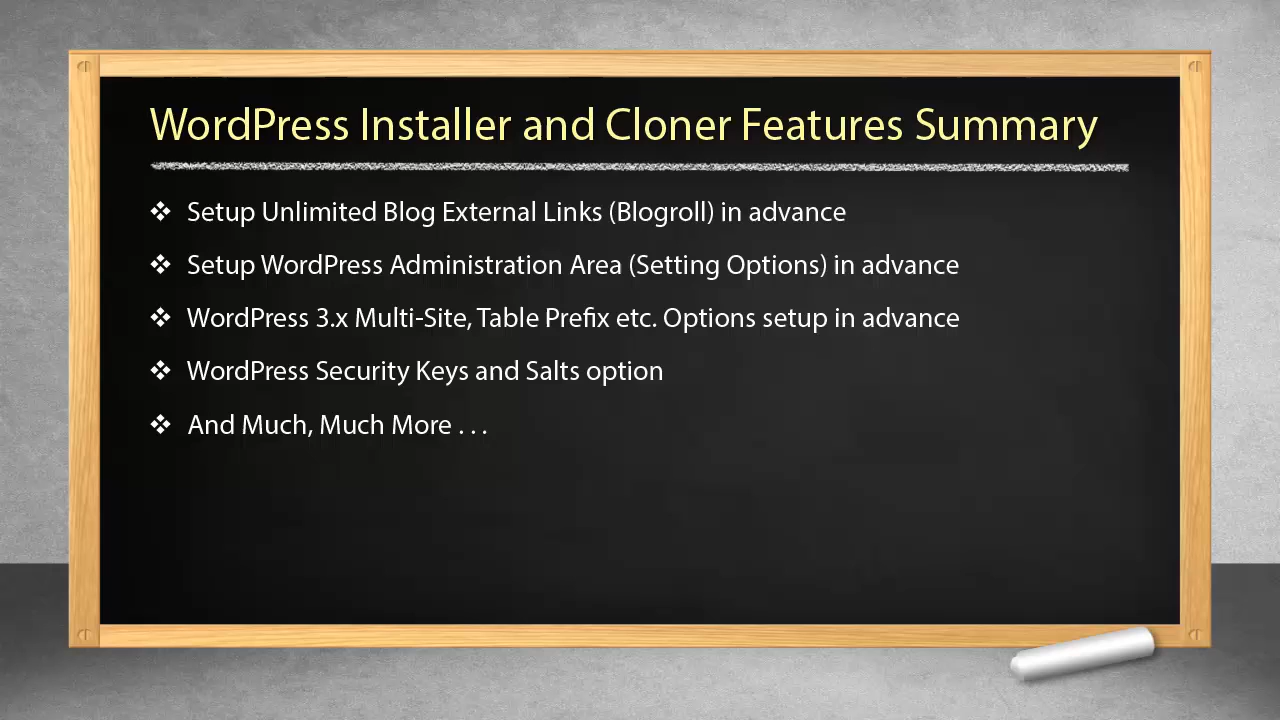 WordPress Installer and Cloner Features Summary
❖ Setup Unlimited Blog External Links (Blogroll) in advance
❖ Setup WordPress Administration Area (Setting Options) in advance
❖ WordPress 3.x Multi-Site, Table Prefix etc. Options setup in advance
❖ WordPress Security Keys and Salts option
❖ And Much, Much More . . .